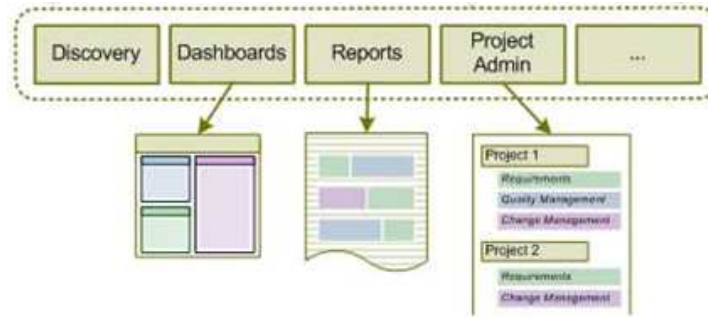 Discovery
Dashboards
Reports
Project
Admin
...
Project 1
Requirements
Quality Management
Change Management
Project 2
Requirements
Change Management